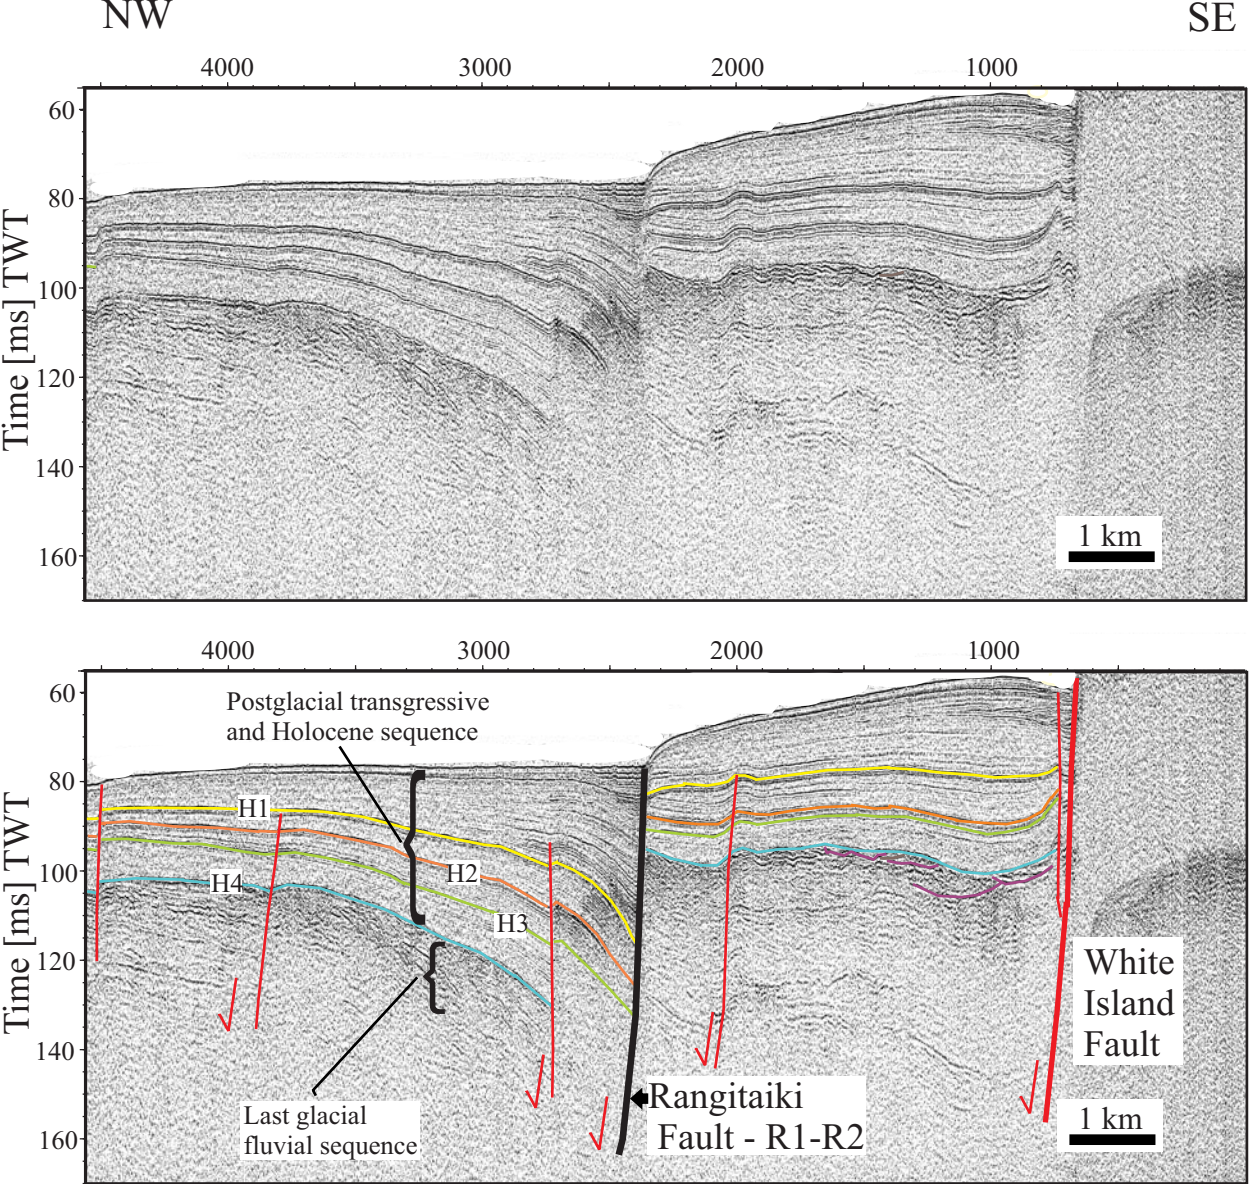 NW
SE
4000
3000
2000
1000
60
80
100
120
140
160
Time [ms] TWT
1 km
4000
3000
2000
1000
60
80
100
120
140
160
Time [ms] TWT
Postglacial transgressive
and Holocene sequence
H1
H2
H4
H3
White
Island
Fault
Rangitaiki
Fault - R1-R2
Last glacial
fluvial sequence
1 km